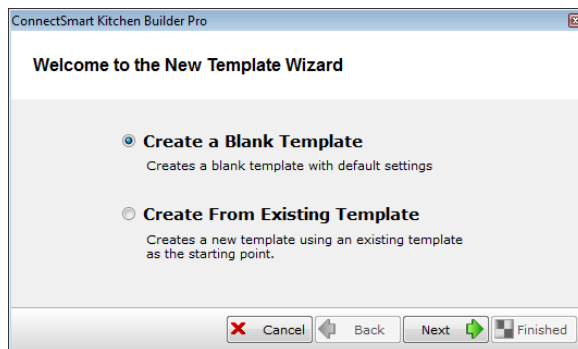 ConnectSmart Kitchen Builder Pro
Welcome to the New Template Wizard
Create a Blank Template
Creates a blank template with default settings
Create From Existing Template
Creates a new template using an existing template
as the starting point.
Cancel Back Next Finished